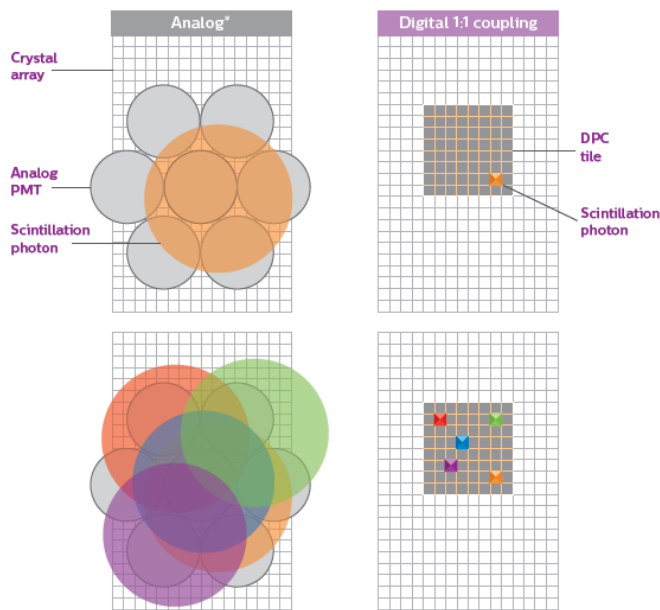 Analog*
Digital 1:1 coupling
Crystal
array
Analog
PMT
Scintillation
photon
DPC
tile
Scintillation
photon